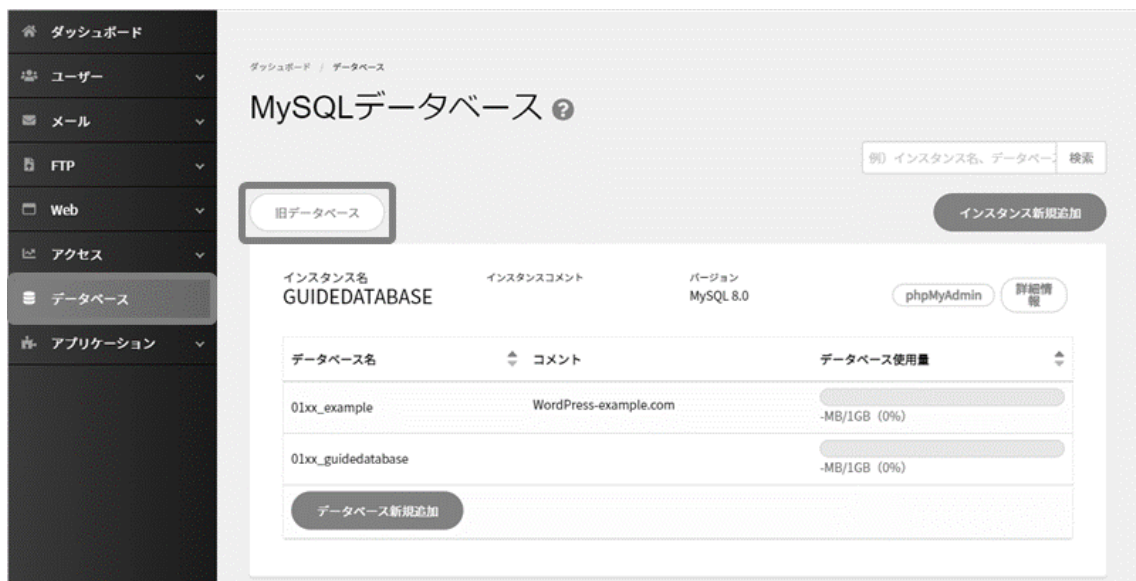 ダッシュボード
ユーザー
メール
FTP
Web
アクセス
データベース
アプリケーション
ダッシュボード / データベース
MySQLデータベース ?
例）インスタンス名、データベース 検索
旧データベース
インスタンス新規追加
インスタンス名 インスタンスコメント バージョン
GUIDEDATABASE MySQL 8.0 phpMyAdmin 詳細情報
データベース名 コメント データベース使用量
01xx_example WordPress-example.com
-MB/1GB（0%）
01xx_guidedatabase
-MB/1GB（0%）
データベース新規追加